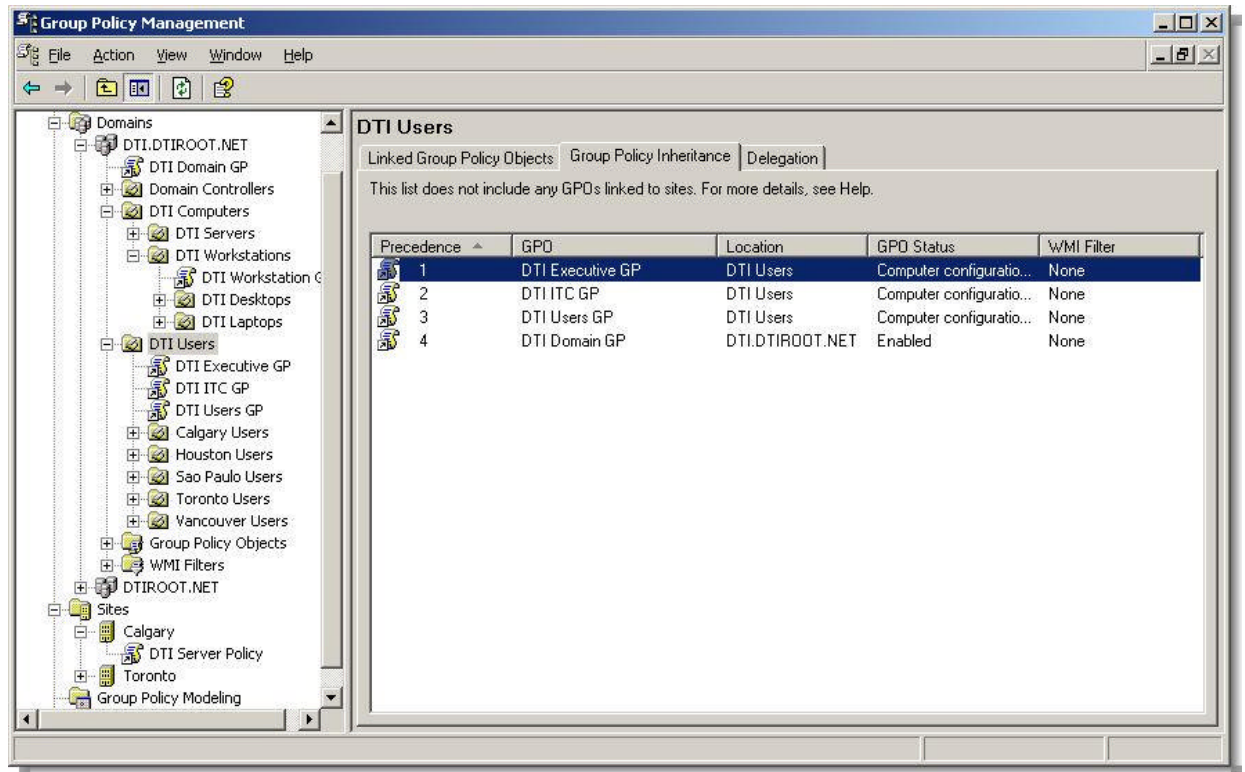 Group Policy Management
File Action View Window Help
Domains
DTI.DTIROOT.NET
DTI Domain GP
Domain Controllers
DTI Computers
DTI Servers
DTI Workstations
DTI Workstation G
DTI Desktops
DTI Laptops
DTI Users
DTI Executive GP
DTI ITC GP
DTI Users GP
Calgary Users
Houston Users
Sao Paulo Users
Toronto Users
Vancouver Users
Group Policy Objects
WMI Filters
DTIROOT.NET
Sites
Calgary
DTI Server Policy
Toronto
Group Policy Modeling
DTI Users
Linked Group Policy Objects Group Policy Inheritance Delegation
This list does not include any GPOs linked to sites. For more details, see Help.
Precedence GPO Location GPO Status WMI Filter
1 DTI Executive GP DTI Users Computer configuratio... None
2 DTI ITC GP DTI Users Computer configuratio... None
3 DTI Users GP DTI Users Computer configuratio... None
4 DTI Domain GP DTI.DTIROOT.NET Enabled None